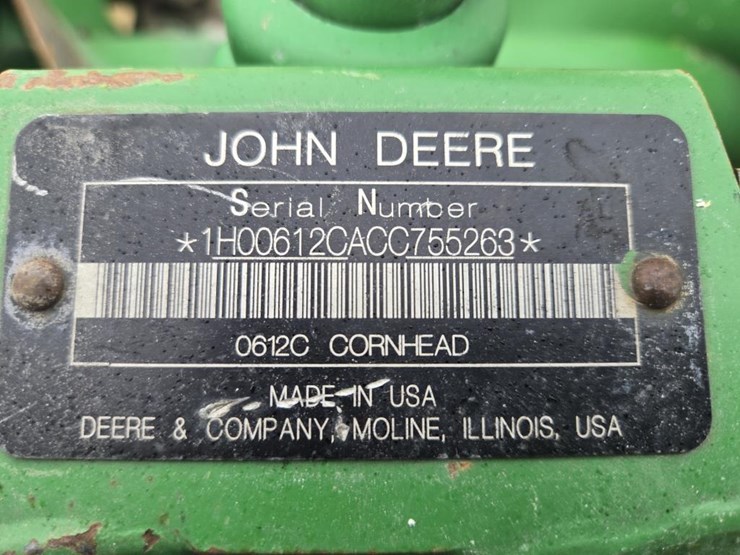 JOHN DEERE
Serial Number
*1H00612CACC755263*
0612C CORNHEAD
MADE IN USA
DEERE & COMPANY, MOLINE, ILLINOIS, USA